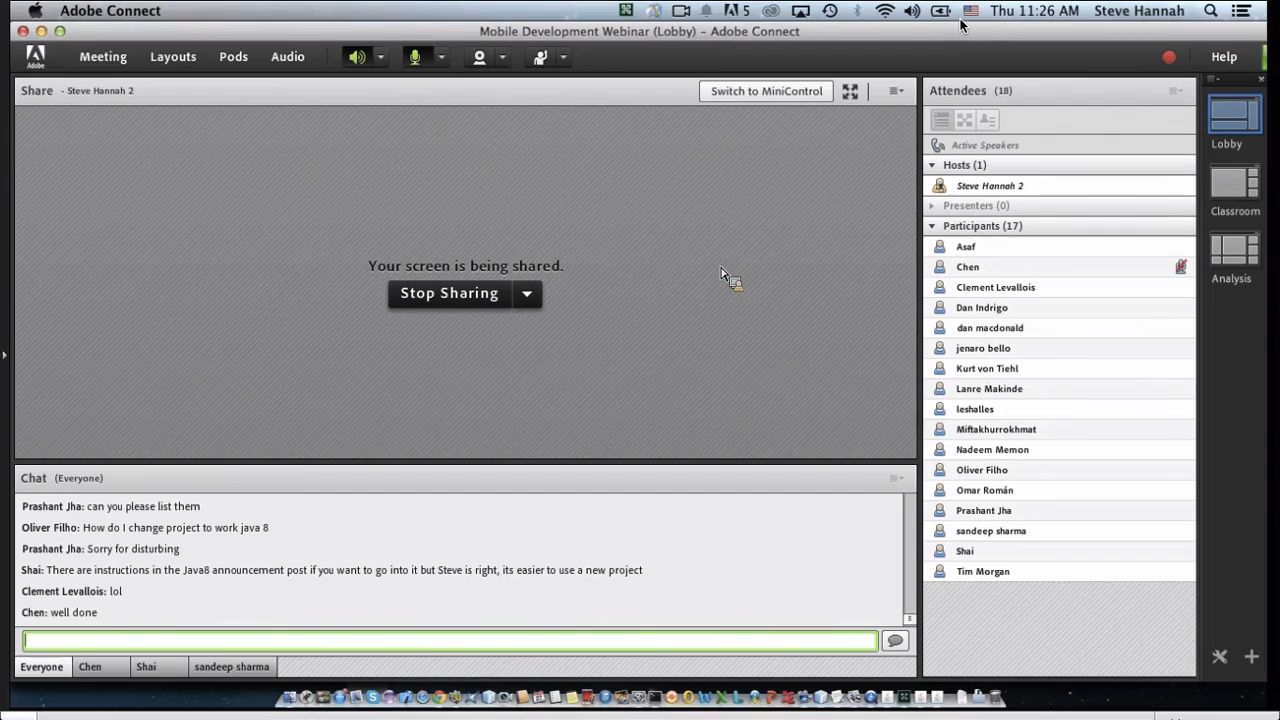 Adobe Connect
5
Thu 11:26 AM
Steve Hannah
Mobile Development Webinar (Lobby) – Adobe Connect
Adobe
Meeting
Layouts
Pods
Audio
Help
Share - Steve Hannah 2
Switch to MiniControl
Your screen is being shared.
Stop Sharing
Chat (Everyone)
Prashant Jha: can you please list them
Oliver Filho: How do I change project to work java 8
Prashant Jha: Sorry for disturbing
Shai: There are instructions in the Java8 announcement post if you want to go into it but Steve is right, its easier to use a new project
Clement Levallois: lol
Chen: well done
Everyone
Chen
Shai
sandeep sharma
Attendees (18)
Active Speakers
Hosts (1)
Steve Hannah 2
Presenters (0)
Participants (17)
Asaf
Chen
Clement Levallois
Dan Indrigo
dan macdonald
jenaro bello
Kurt von Tiehl
Lanre Makinde
leshalles
Miftakhurrokhmat
Nadeem Memon
Oliver Filho
Omar Román
Prashant Jha
sandeep sharma
Shai
Tim Morgan
Lobby
Classroom
Analysis